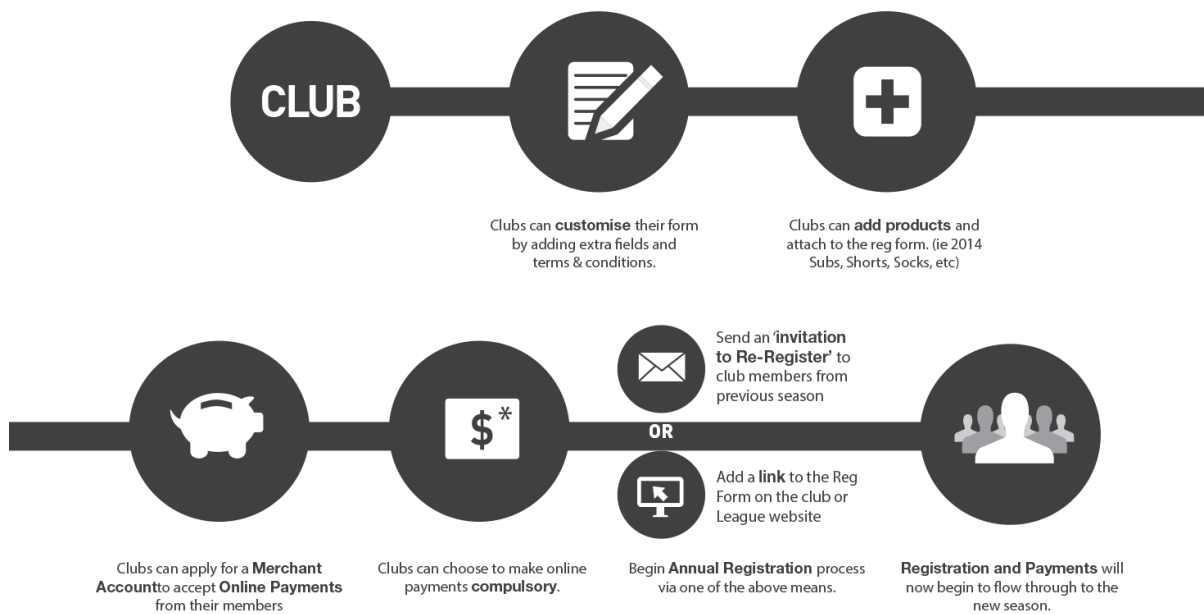 CLUB
Clubs can customise their form
by adding extra fields and
terms & conditions.
Clubs can add products and
attach to the reg form. (ie 2014
Subs, Shorts, Socks, etc)
$*
Send an ‘invitation
to Re-Register’ to
club members from
previous season
OR
Add a link to the Reg
Form on the club or
League website
Clubs can apply for a Merchant
Accountto accept Online Payments
from their members
Clubs can choose to make online
payments compulsory.
Begin Annual Registration process
via one of the above means.
Registration and Payments will
now begin to flow through to the
new season.